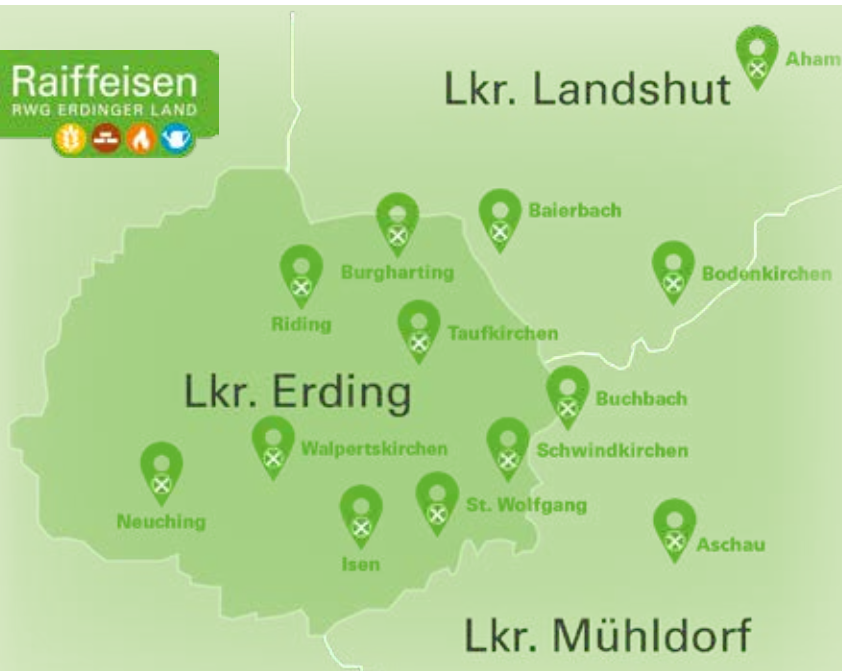 Raiffeisen
RWG ERDINGER LAND
Aham
Lkr. Landshut
Baierbach
Burgharting
Bodenkirchen
Riding
Taufkirchen
Lkr. Erding
Buchbach
Walpertskirchen
Schwindkirchen
St. Wolfgang
Neuching
Aschau
Isen
Lkr. Mühldorf